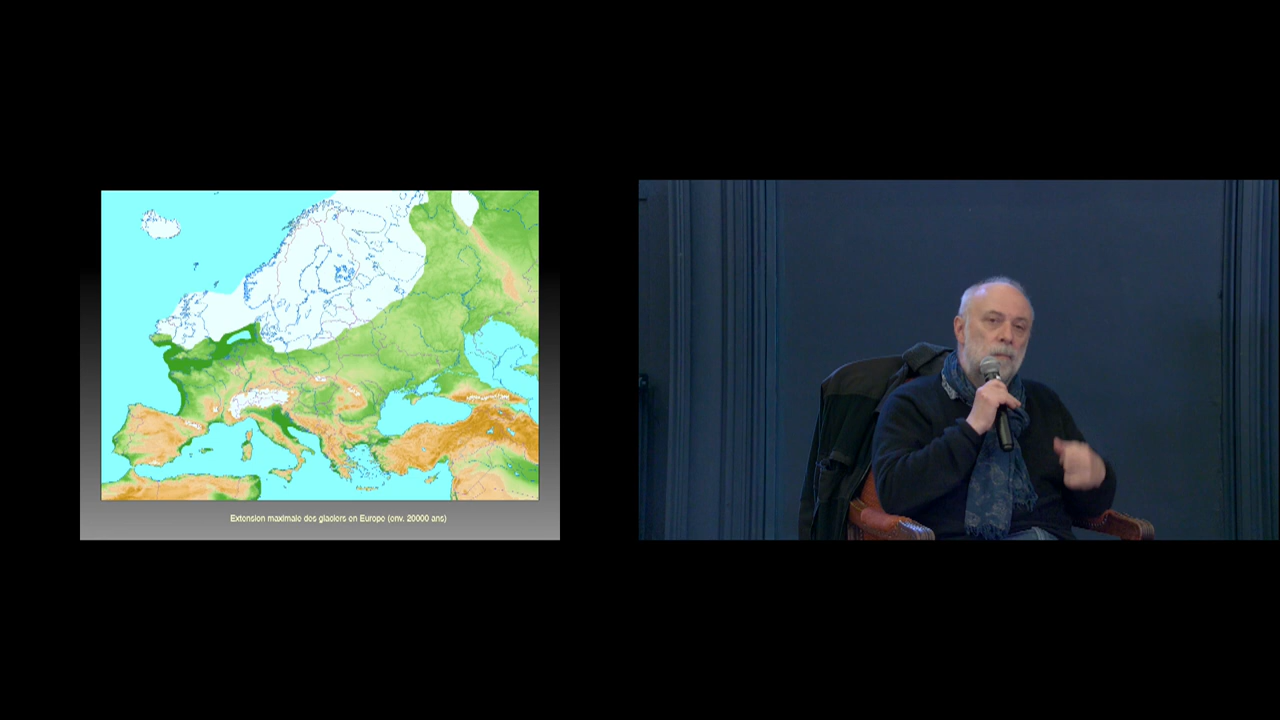 Extension maximale des glaciers en Europe (env. 20000 ans)